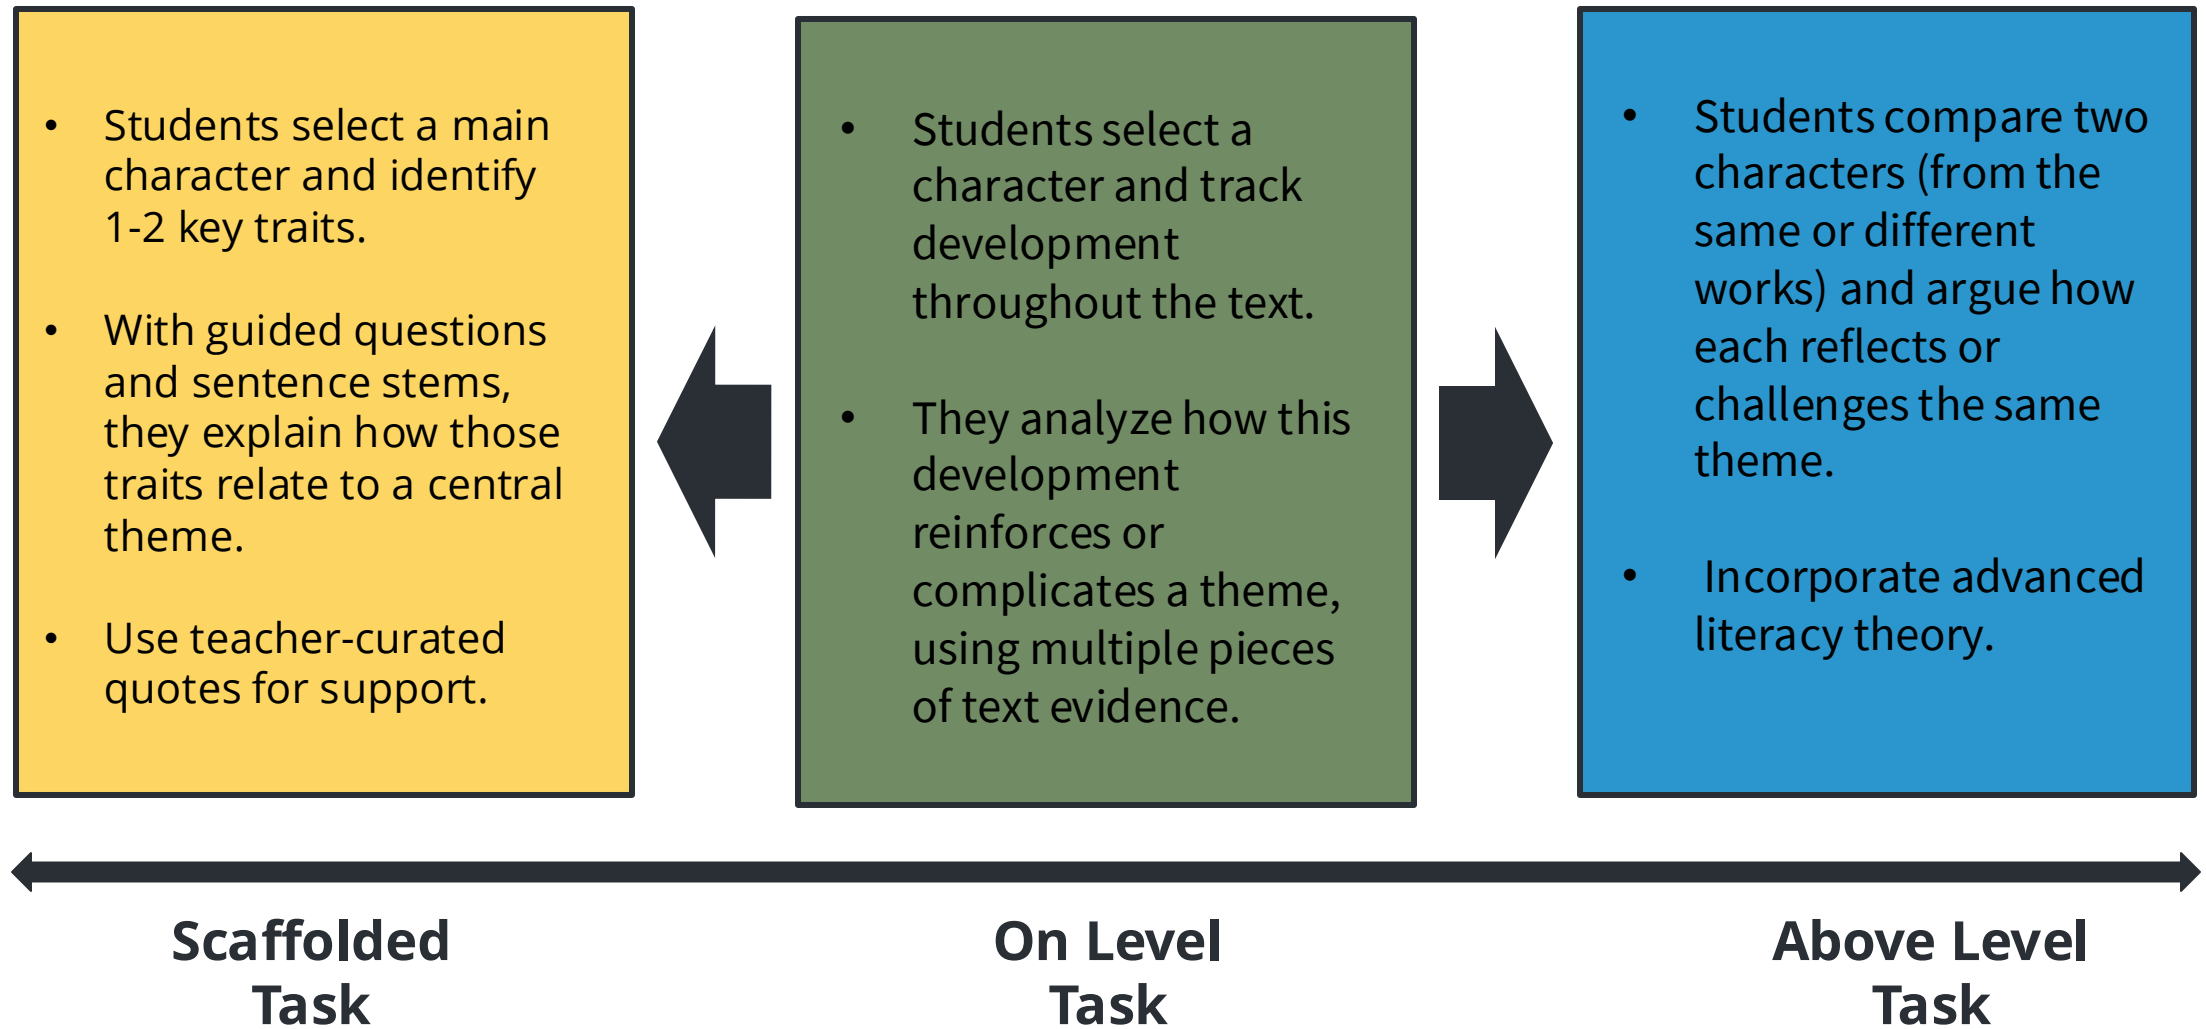 • Students select a main
character and identify
1-2 key traits.
• With guided questions
and sentence stems,
they explain how those
traits relate to a central
theme.
• Use teacher-curated
quotes for support.
• Students select a
character and track
development
throughout the text.
• They analyze how this
development
reinforces or
complicates a theme,
using multiple pieces
of text evidence.
• Students compare two
characters (from the
same or different
works) and argue how
each reflects or
challenges the same
theme.
• Incorporate advanced
literacy theory.
Scaffolded
Task
On Level
Task
Above Level
Task